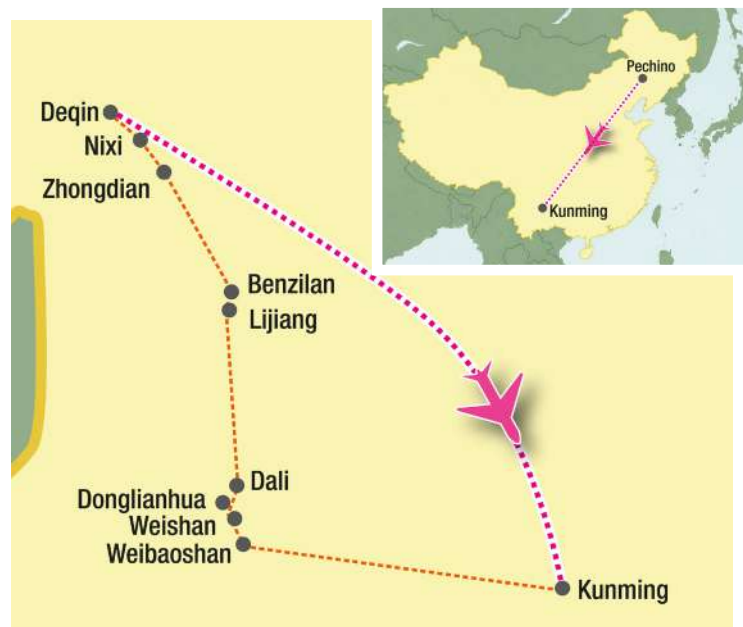 Deqin
Nixi
Zhongdian
Benzilan
Lijiang
Dali
Donglianhua
Weishan
Weibaoshan
Kunming
Pechino
Kunming